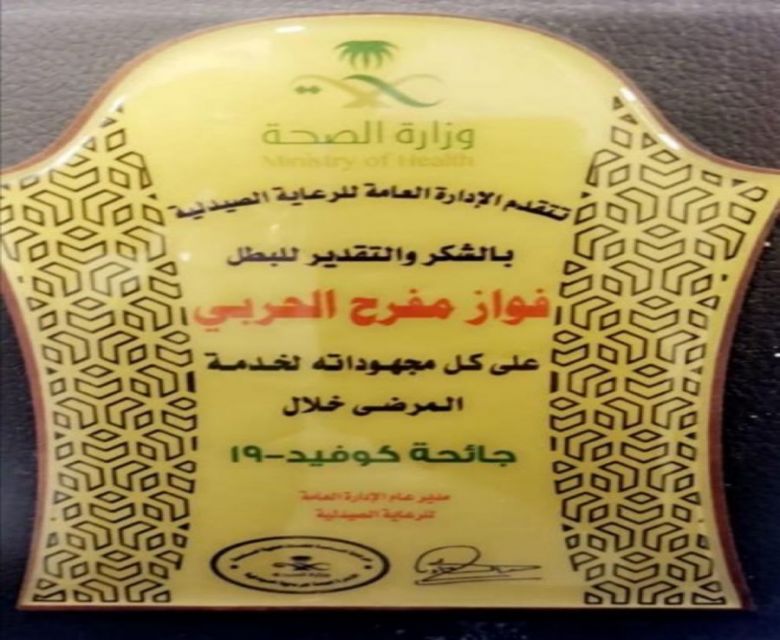 وزارة الصحة
Ministry of Health
تتقدم الإدارة العامة للرعاية الصيدلية
بالشكر والتقدير للبطل
فواز مفرح الحربي
على كل مجهوداته لخدمة
المرضى خلال
جائحة كوفيد-١٩
مدير عام الإدارة العامة
للرعاية الصيدلية